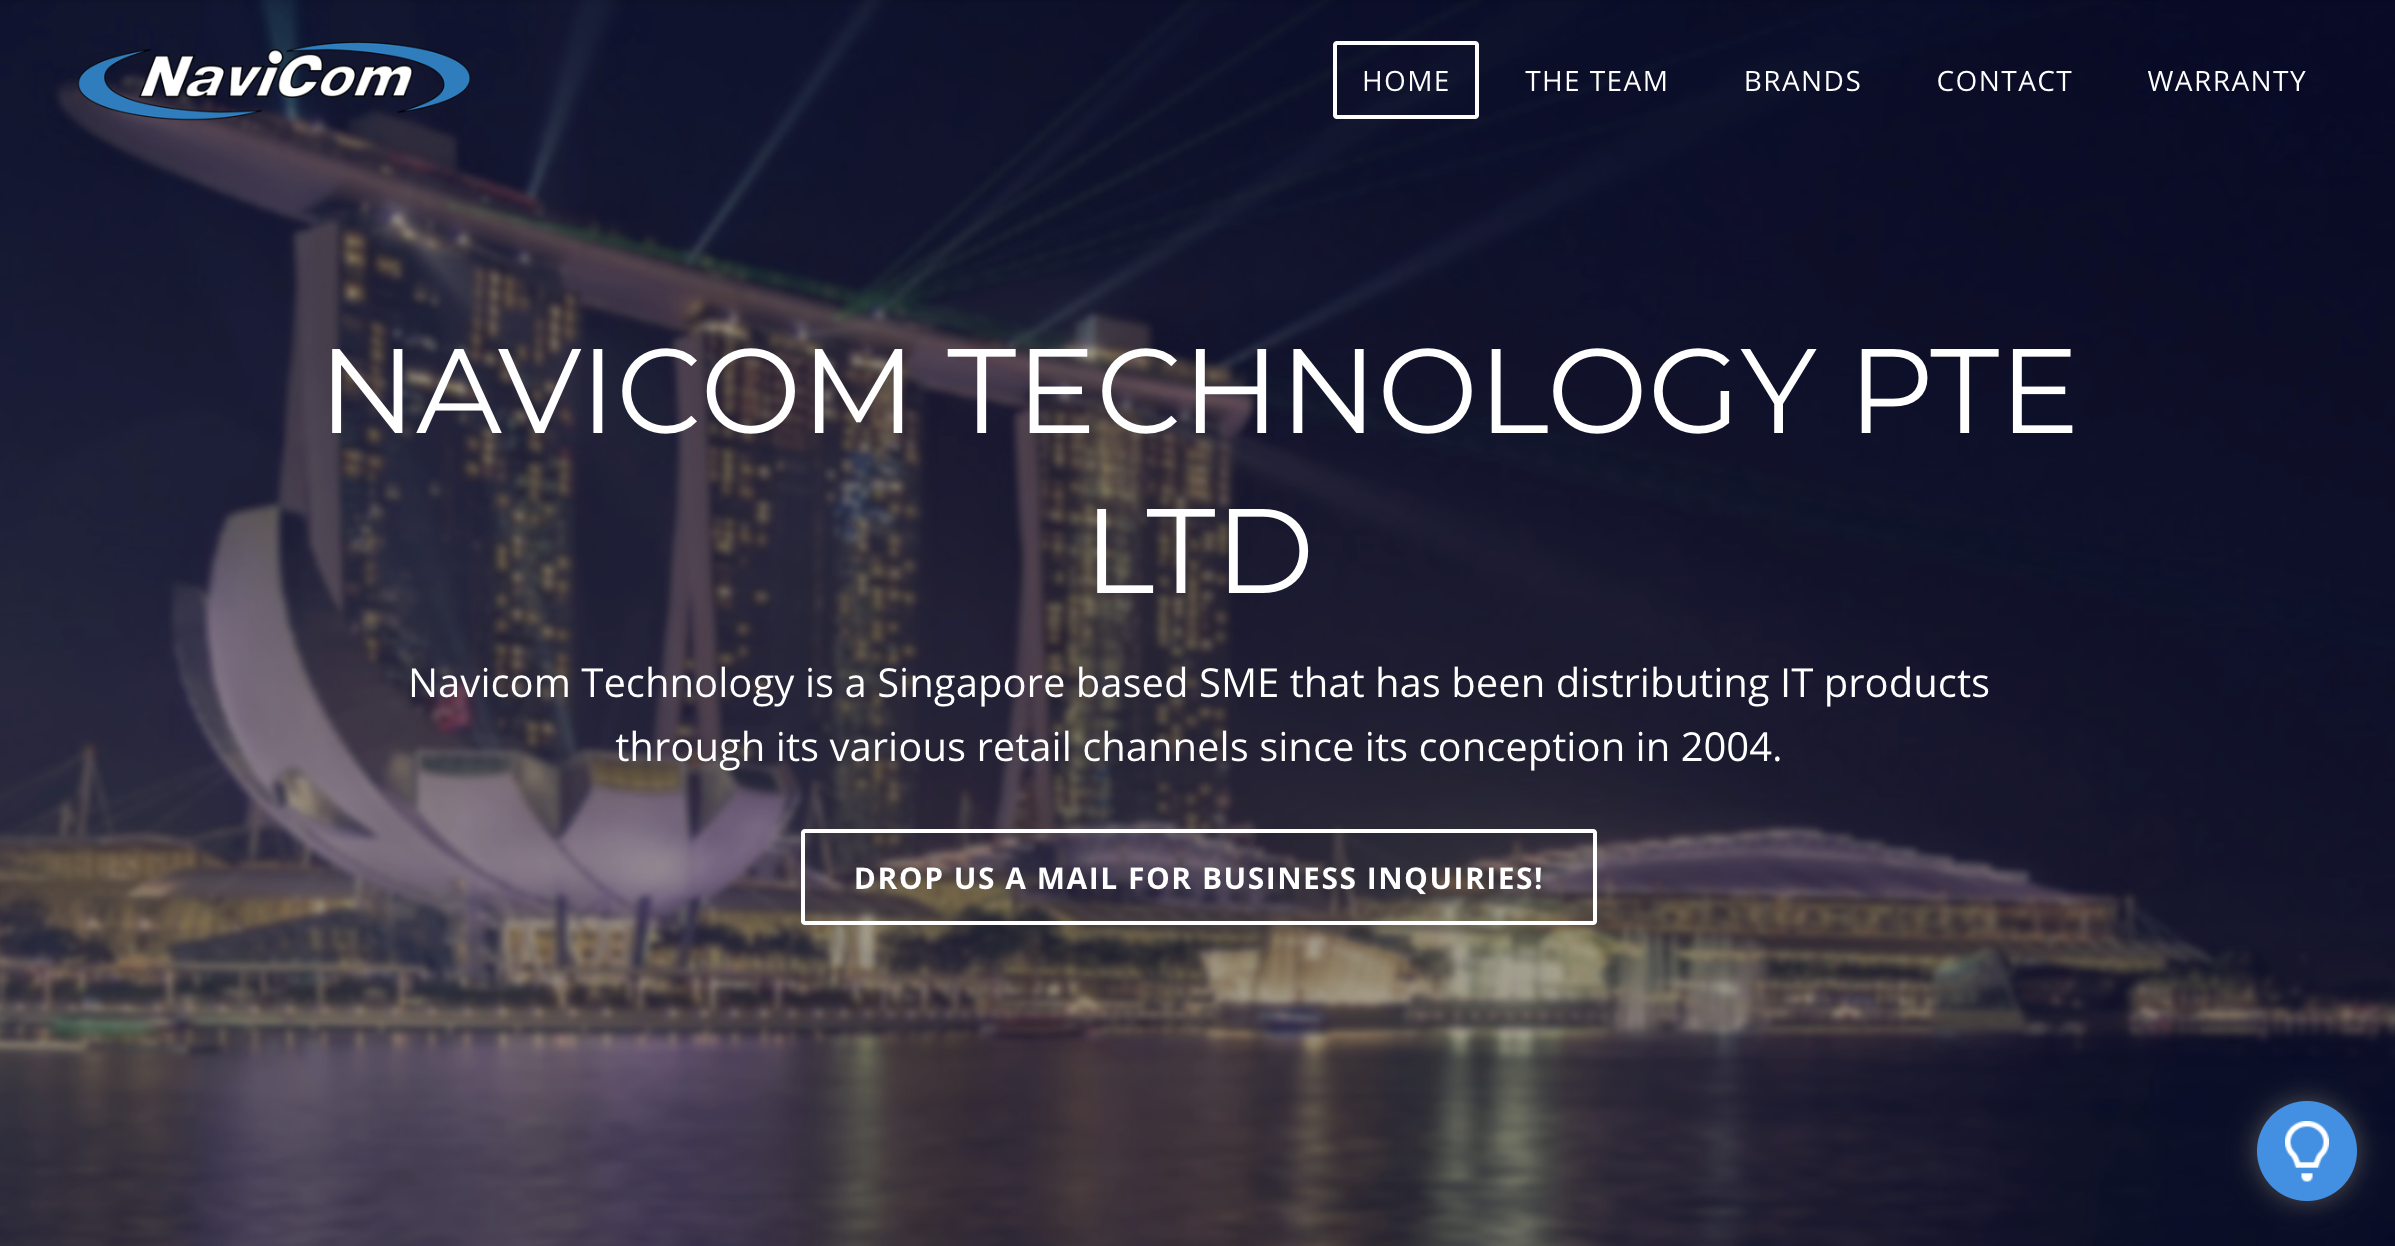 NaviCom
HOME
THE TEAM
BRANDS
CONTACT
WARRANTY
NAVICOM TECHNOLOGY PTE
LTD
Navicom Technology is a Singapore based SME that has been distributing IT products
through its various retail channels since its conception in 2004.
DROP US A MAIL FOR BUSINESS INQUIRIES!